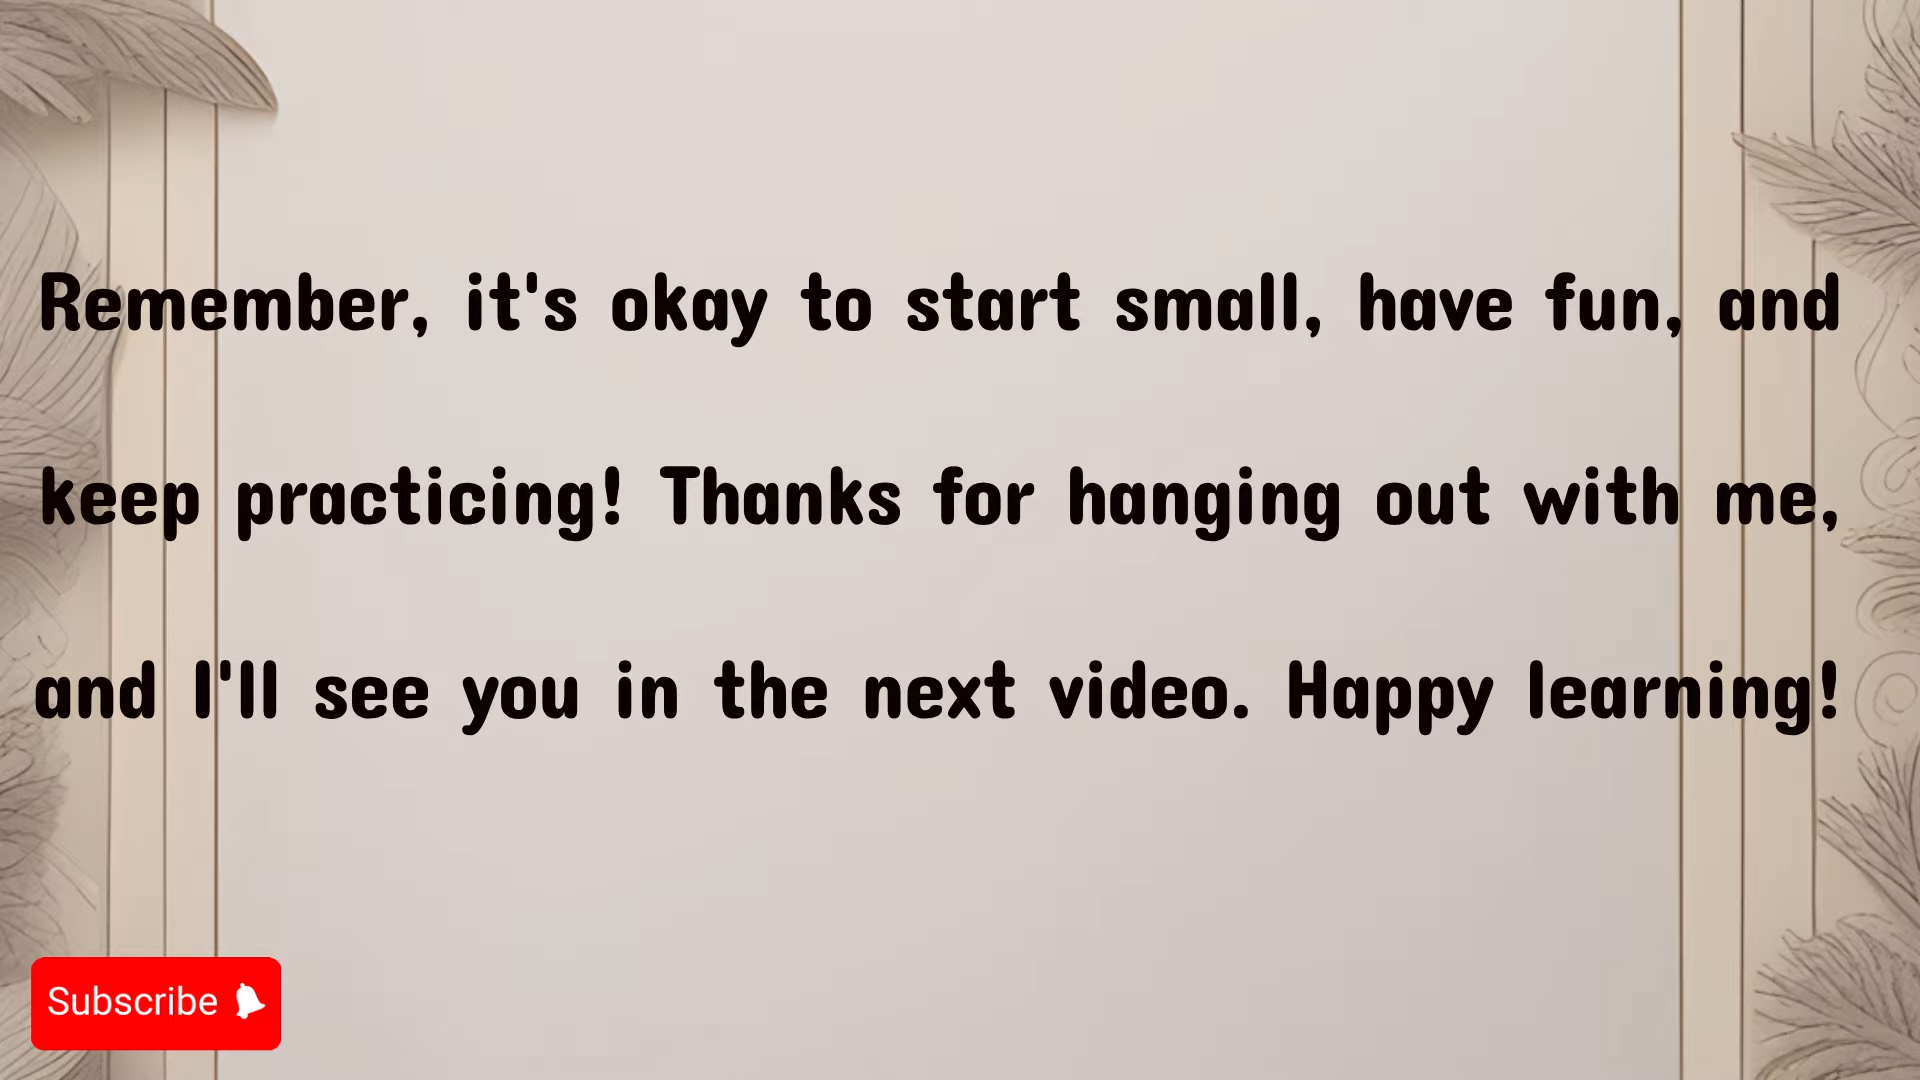 Remember, it's okay to start small, have fun, and
keep practicing! Thanks for hanging out with me,
and I'll see you in the next video. Happy learning!
Subscribe